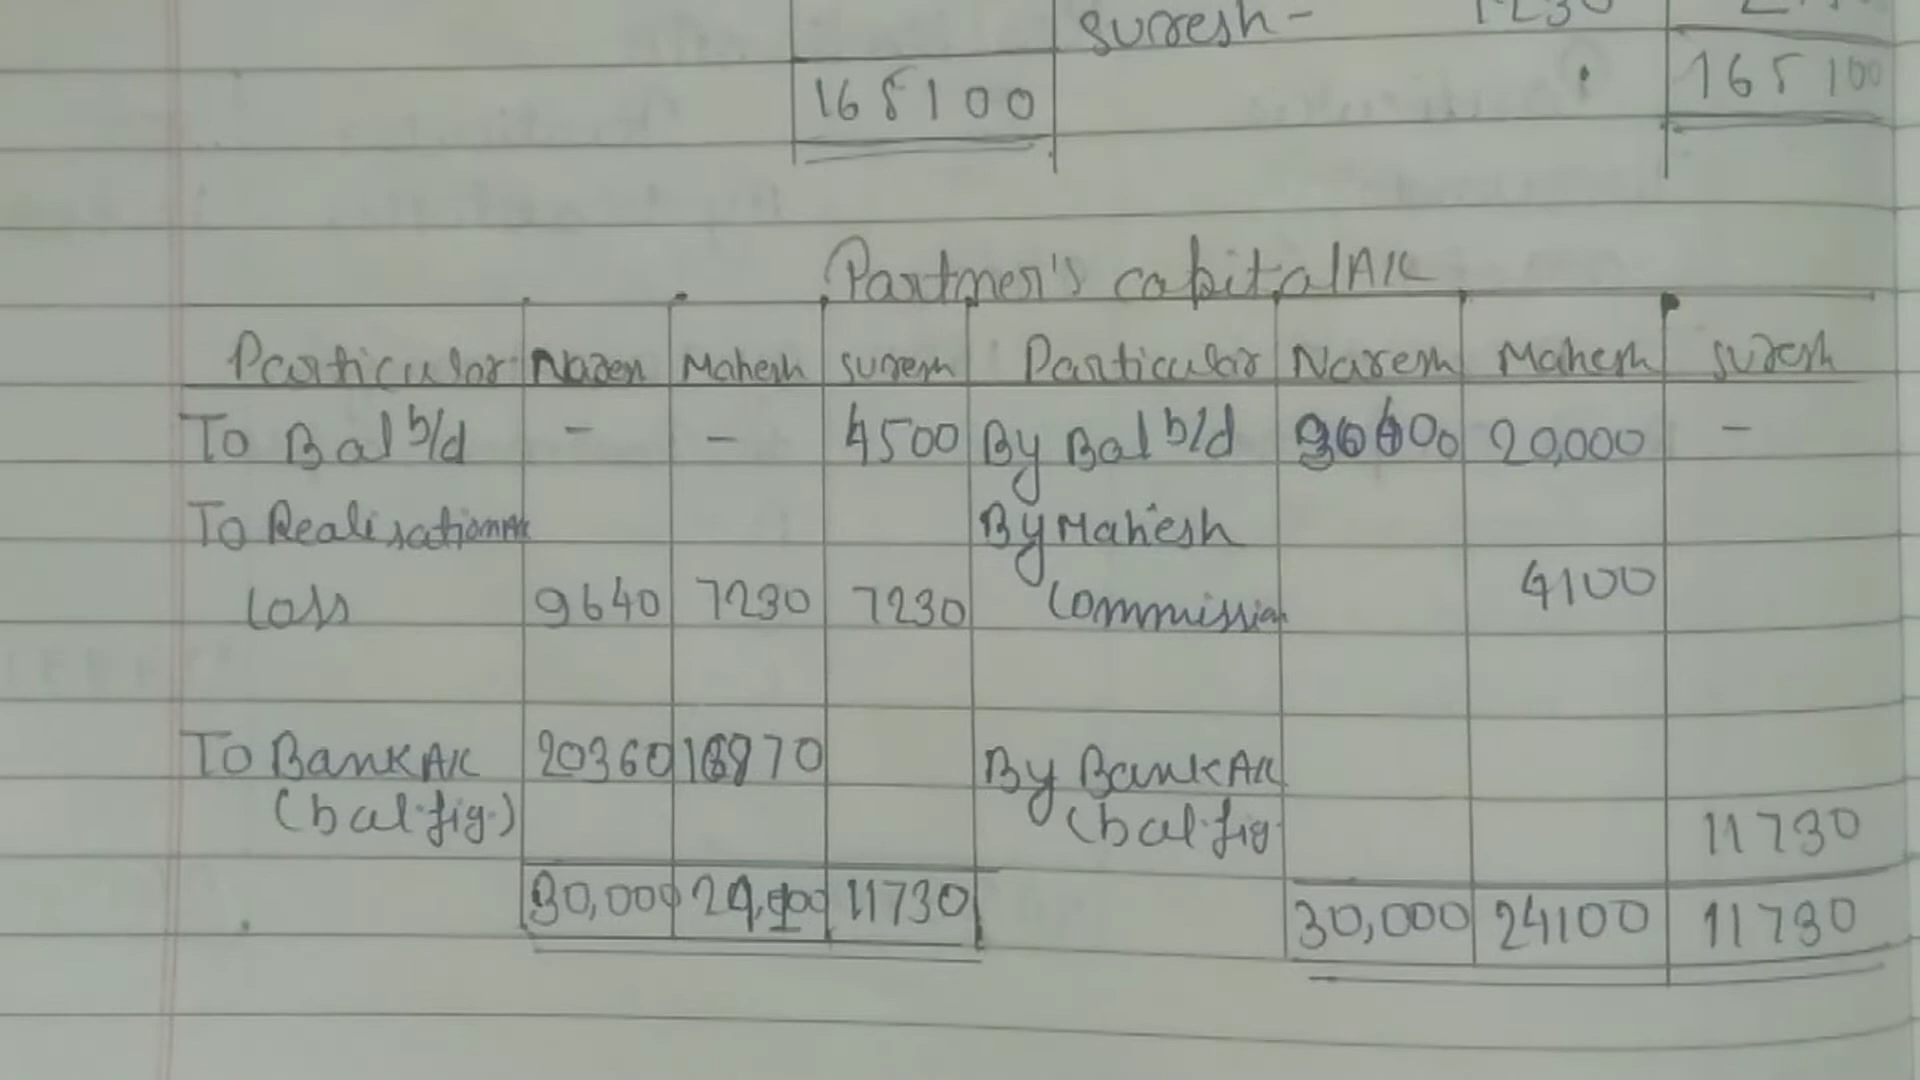 Suresh - 7230
165100 165100
Partner's capital A/c
Particular Naresh Mahesh Suresh Particular Naresh Mahesh Suresh
To Bal b/d - - 4500 By Bal b/d 30000 20,000 -
To Realisation A/c By Mahesh
Loss 9640 7230 7230 Commission 4100
To Bank A/c 20360 16870 By Bank A/c
(bal. fig.) (bal. fig 11730
30,000 24,100 11730 30,000 24100 11730